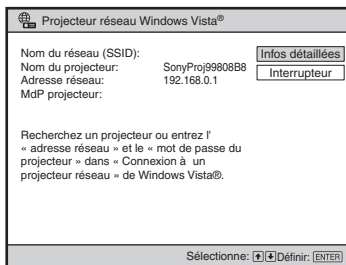 Projecteur réseau Windows Vista®
Nom du réseau (SSID):
Infos détaillées
Nom du projecteur: SonyProj99808B8
Interrupteur
Adresse réseau: 192.168.0.1
MdP projecteur:
Recherchez un projecteur ou entrez l'
« adresse réseau » et le « mot de passe du
projecteur » dans « Connexion à un
projecteur réseau » de Windows Vista®.
Sélectionne: Définir: ENTER